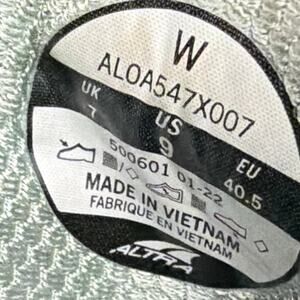 W
AL0A547X007
UK US EU
7 9 40.5
500601 01-22
MADE IN VIETNAM
FABRIQUE EN VIETNAM
ALTRA